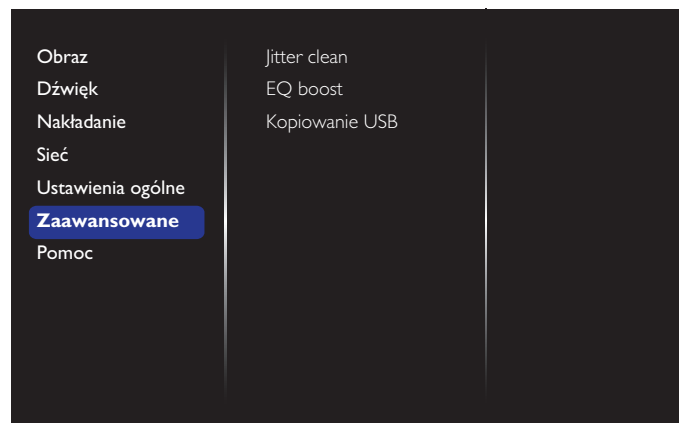 Obraz
Dźwięk
Nakładanie
Sieć
Ustawienia ogólne
Zaawansowane
Pomoc
Jitter clean
EQ boost
Kopiowanie USB